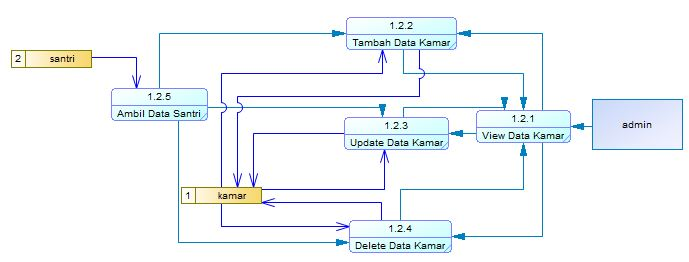 1.2.2
Tambah Data Kamar
2 santri
1.2.5
Ambil Data Santri
1.2.3
Update Data Kamar
1.2.1
View Data Kamar
admin
1 kamar
1.2.4
Delete Data Kamar